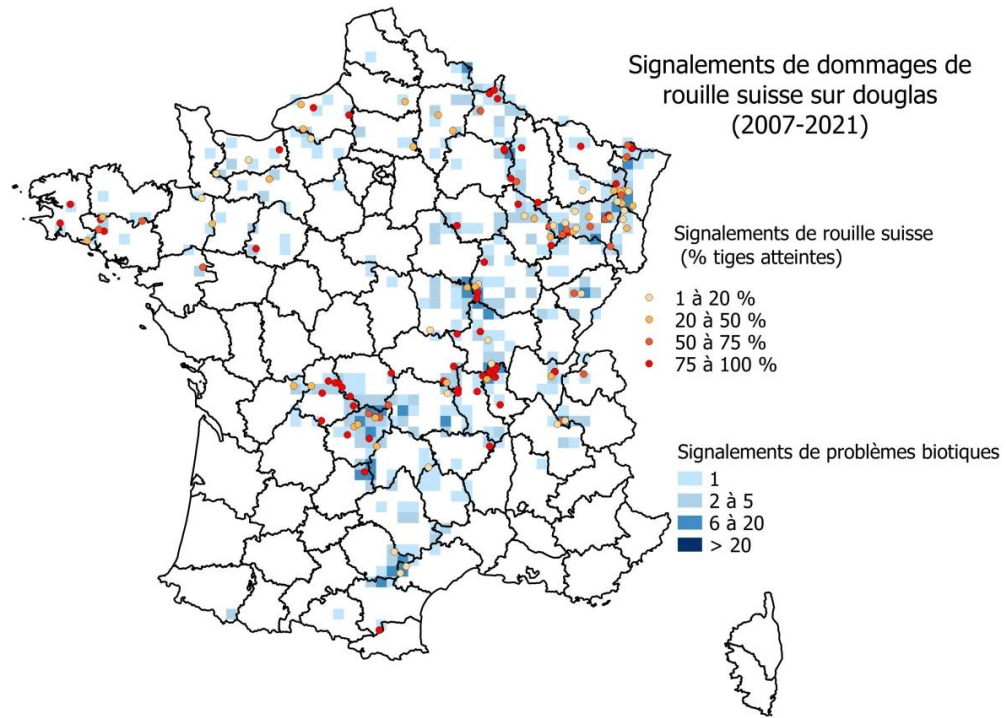 Signalements de dommages de
rouille suisse sur douglas
(2007-2021)
Signalements de rouille suisse
(% tiges atteintes)
1 à 20 %
20 à 50 %
50 à 75 %
75 à 100 %
Signalements de problèmes biotiques
1
2 à 5
6 à 20
> 20